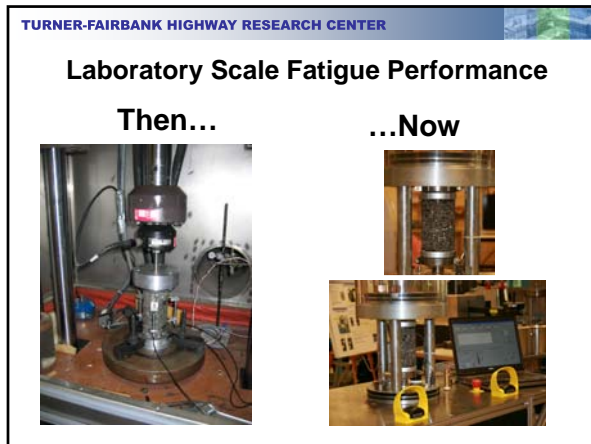 TURNER-FAIRBANK HIGHWAY RESEARCH CENTER
Laboratory Scale Fatigue Performance
Then…
…Now